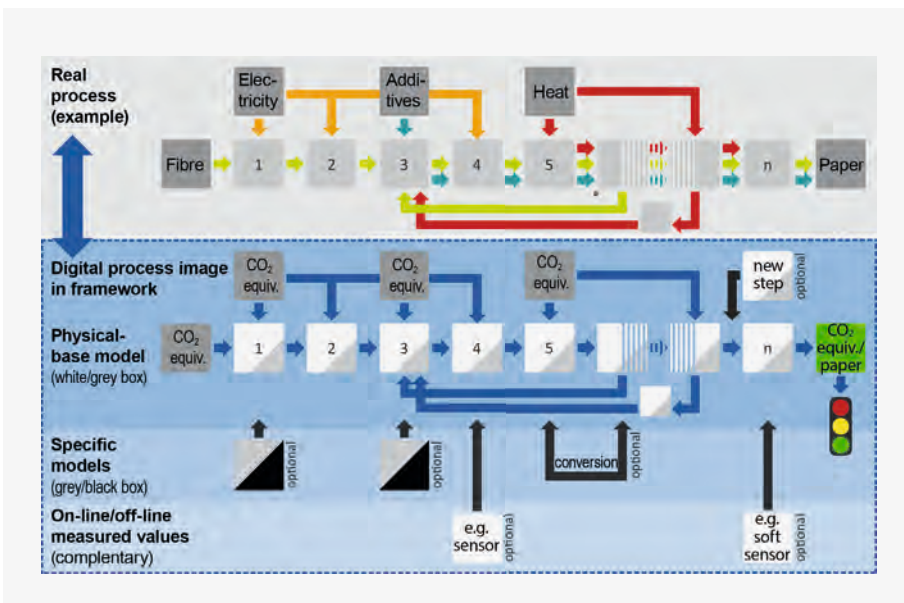 Real
process
(example)
Elec-
tricity
Addi-
tives
Heat
Fibre
1
2
3
4
5
n
Paper
Digital process image
in framework
CO₂
equiv.
CO₂
equiv.
CO₂
equiv.
new
step
optional
Physical-
base model
(white/grey box)
CO₂
equiv.
1
2
3
4
5
n
CO₂
equiv./
paper
Specific
models
(grey/black box)
optional
optional
conversion
optional
On-line/off-line
measured values
(complentary)
e.g.
sensor
optional
e.g.
soft
sensor
optional